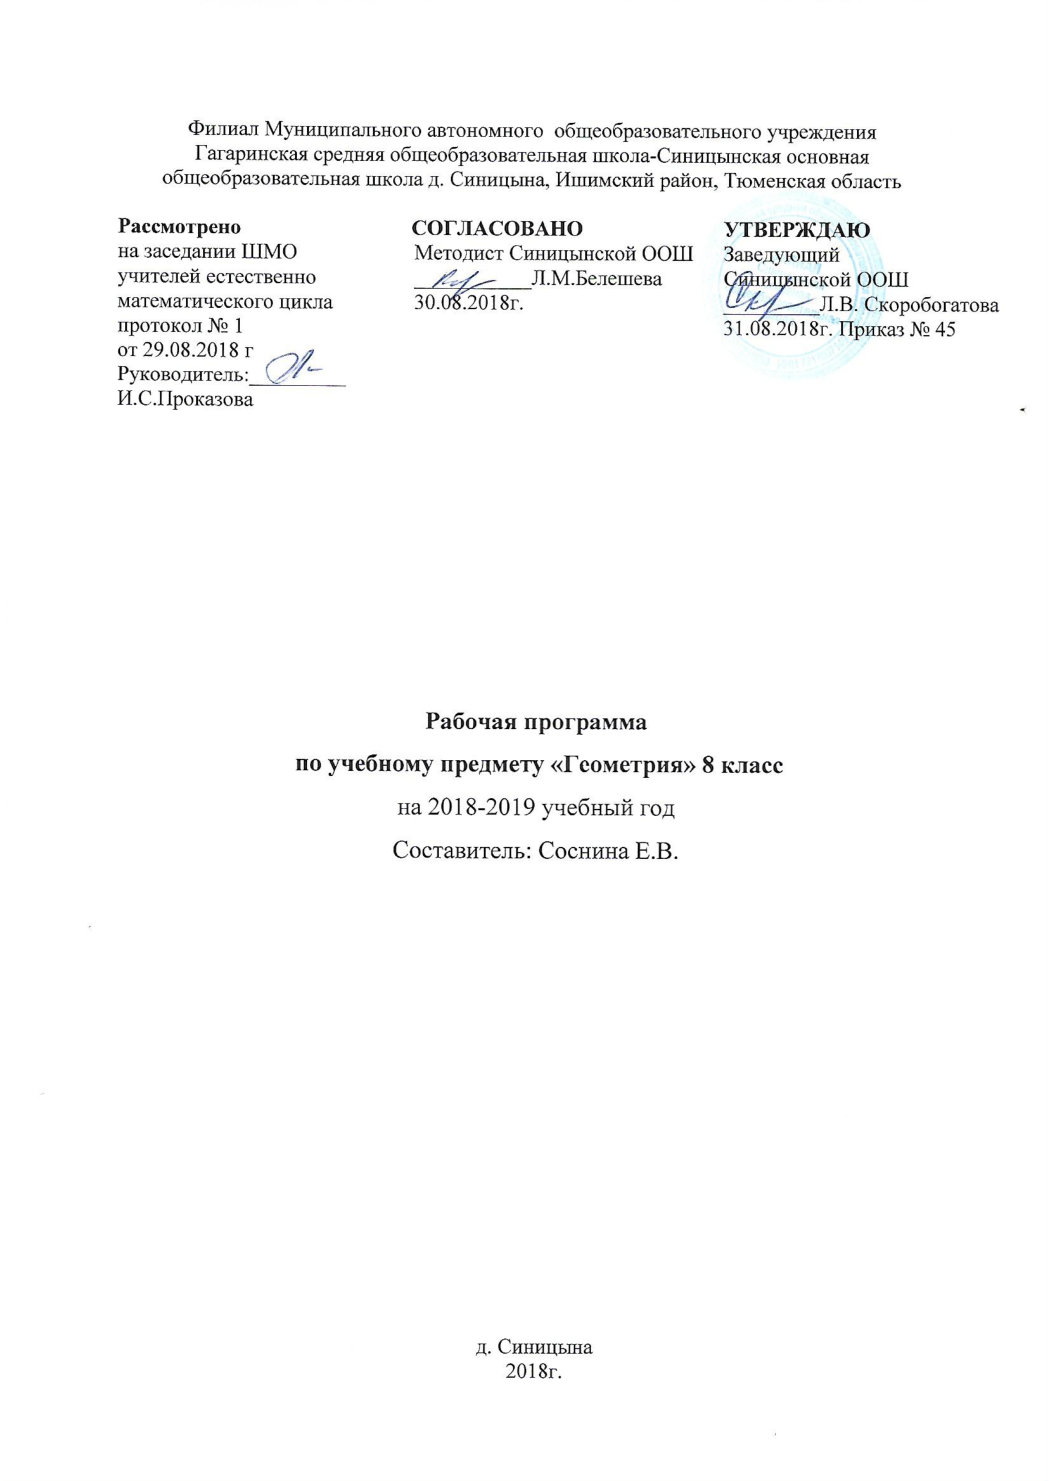 Филиал Муниципального автономного общеобразовательного учреждения
Гагаринская средняя общеобразовательная школа-Синицынская основная
общеобразовательная школа д. Синицына, Ишимский район, Тюменская область
Рассмотрено
на заседании ШМО
учителей естественно
математического цикла
протокол № 1
от 29.08.2018 г
Руководитель:_________
И.С.Проказова
СОГЛАСОВАНО
Методист Синицынской ООШ
___________Л.М.Белешева
30.08.2018г.
УТВЕРЖДАЮ
Заведующий
Синицынской ООШ
_________Л.В. Скоробогатова
31.08.2018г. Приказ № 45
Рабочая программа
по учебному предмету «Геометрия» 8 класс
на 2018-2019 учебный год
Составитель: Соснина Е.В.
д. Синицына
2018г.